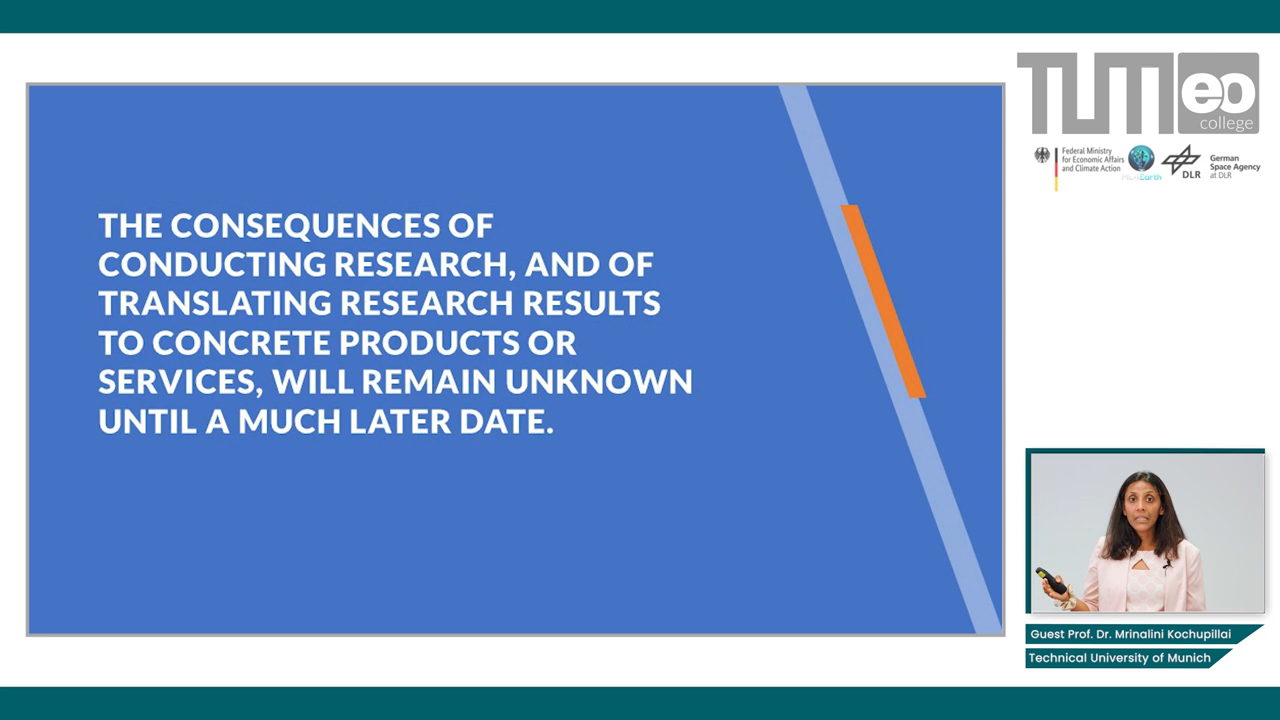 THE CONSEQUENCES OF
CONDUCTING RESEARCH, AND OF
TRANSLATING RESEARCH RESULTS
TO CONCRETE PRODUCTS OR
SERVICES, WILL REMAIN UNKNOWN
UNTIL A MUCH LATER DATE.
TUM eo
college
Federal Ministry
for Economic Affairs
and Climate Action
DLR
German
Space Agency
at DLR
Guest Prof. Dr. Mrinalini Kochupillai
Technical University of Munich